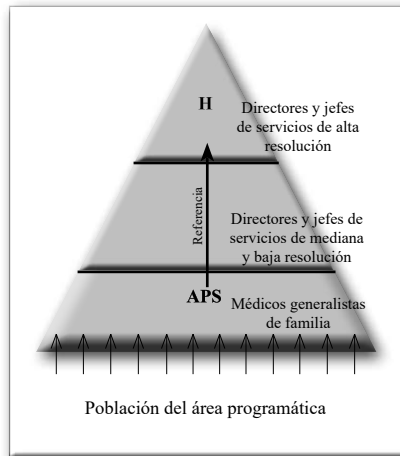 H
Directores y jefes
de servicios de alta
resolución
Referencia
Directores y jefes de
servicios de mediana
y baja resolución
APS
Médicos generalistas
de familia
Población del área programática